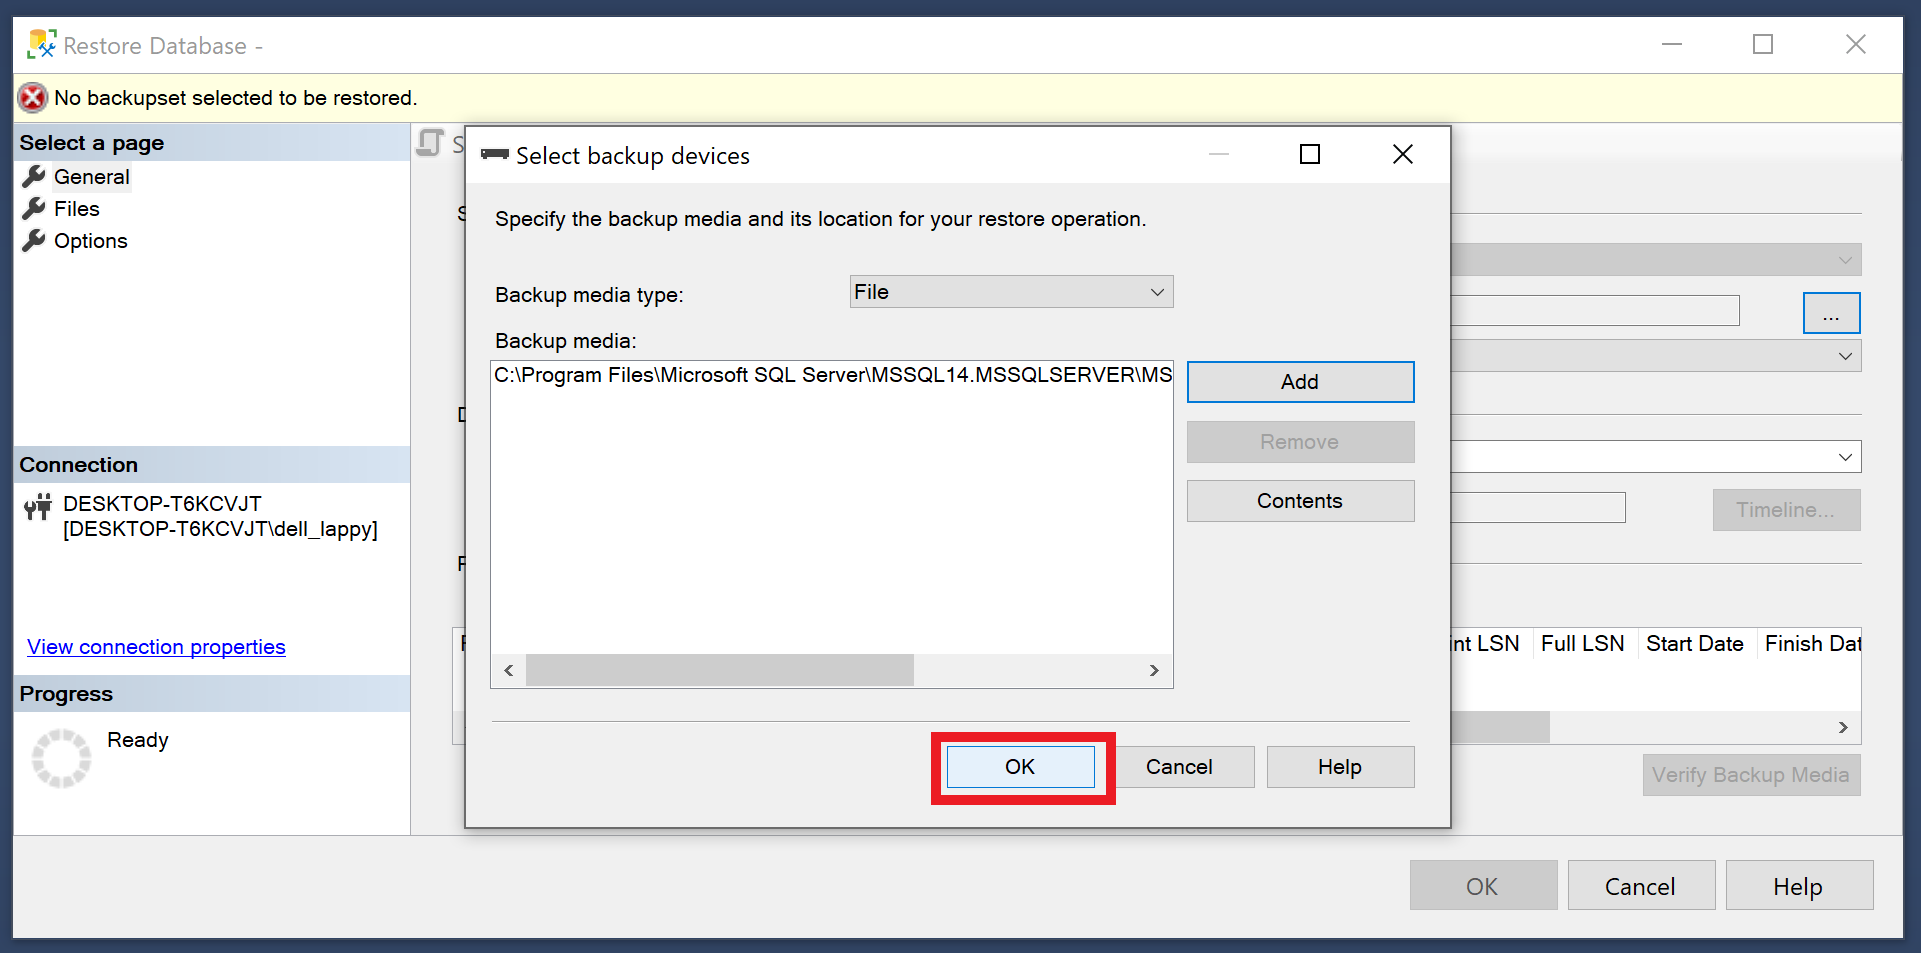 Restore Database -
No backupset selected to be restored.
Select a page
General
Files
Options
Connection
DESKTOP-T6KCVJT
[DESKTOP-T6KCVJT\dell_lappy]
View connection properties
Progress
Ready
Select backup devices
Specify the backup media and its location for your restore operation.
Backup media type:
File
Backup media:
C:\Program Files\Microsoft SQL Server\MSSQL14.MSSQLSERVER\MS
Add
Remove
Contents
OK
Cancel
Help
...
Timeline...
int LSN
Full LSN
Start Date
Finish Dat
Verify Backup Media
OK
Cancel
Help